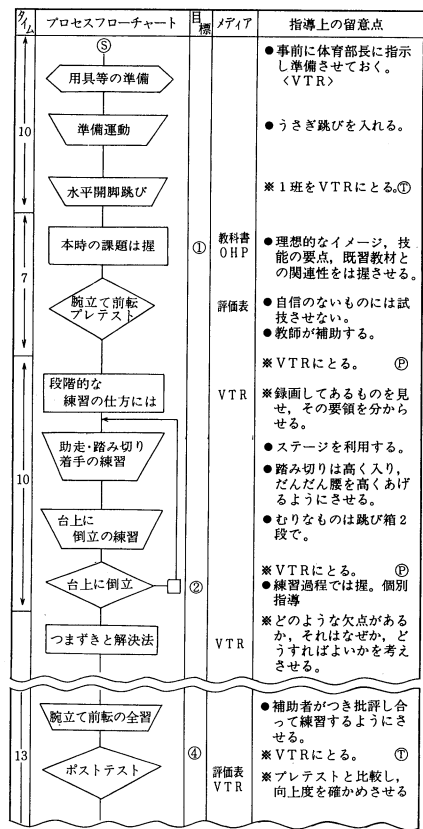 タイム プロセスフローチャート 目標 メディア 指導上の留意点
Ⓢ
用具等の準備
●事前に体育部長に指示
し準備させておく。
〈VTR〉
10
準備運動
●うさぎ跳びを入れる。
水平開脚跳び
※1班をVTRにとる。Ⓣ
7
本時の課題は握
①
教科書
OHP
●理想的なイメージ，技
能の要点，既習教材と
の関連性をは握させる。
腕立て前転
プレテスト
評価表
●自信のないものには試
技させない。
●教師が補助する。
※VTRにとる。 Ⓟ
10
段階的な
練習の仕方には
VTR
※録画してあるものを見
せ，その要領を分から
せる。
助走・踏み切り
着手の練習
●ステージを利用する。
●踏み切りは高く入り，
だんだん腰を高くあげ
るようにさせる。
台上に
倒立の練習
●むりなものは跳び箱2
段で。
台上に倒立
②
※VTRにとる。 Ⓟ
●練習過程では握。個別
指導
つまずきと解決法
VTR
※どのような欠点がある
か，それはなぜか，ど
うすればよいかを考え
させる。
13
腕立て前転の全習
●補助者がつき批評し合
って練習するようにさ
せる。
ポストテスト
④
評価表
VTR
※VTRにとる。 Ⓣ
※プレテストと比較し，
向上度を確かめさせる